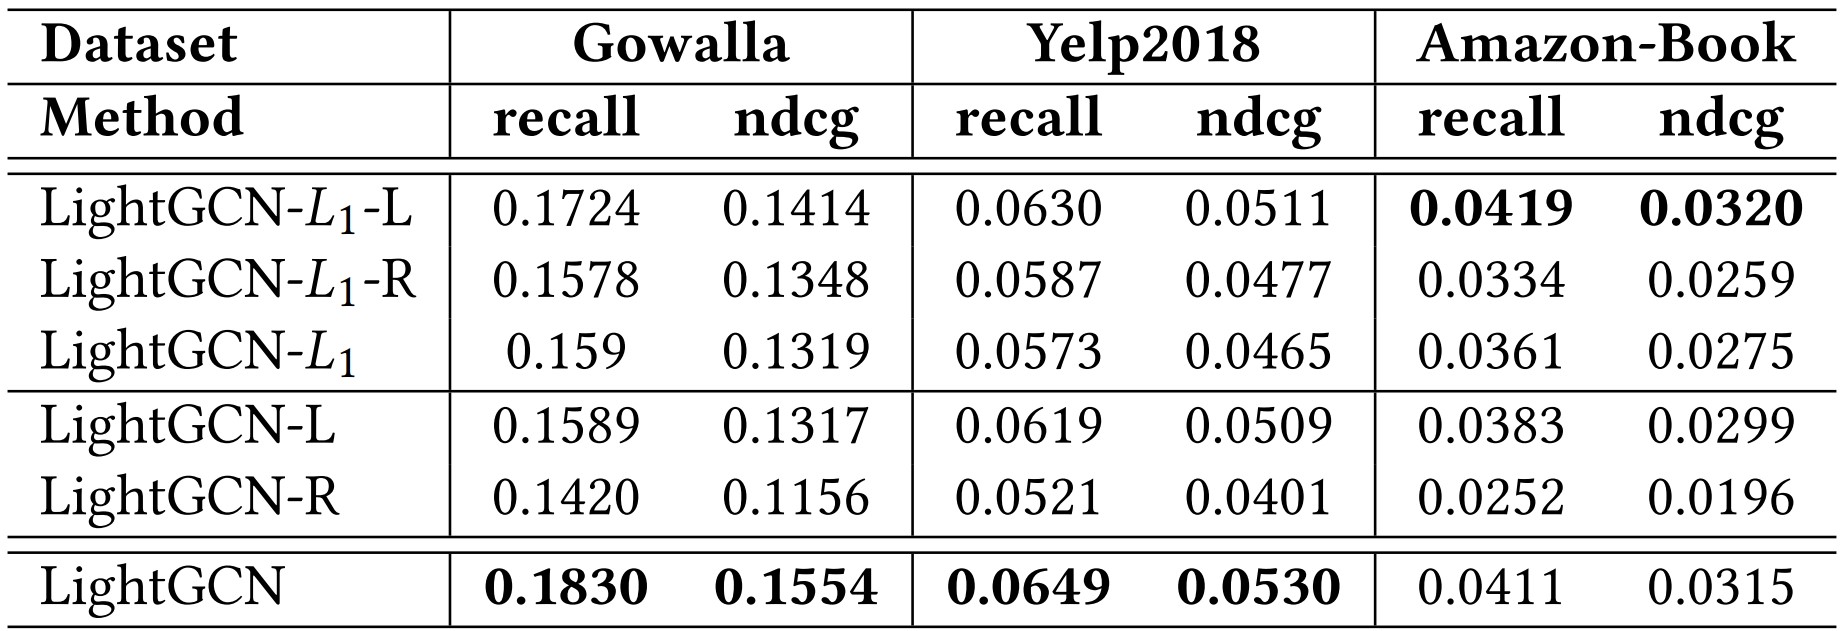 Dataset Gowalla Yelp2018 Amazon-Book
Method recall ndcg recall ndcg recall ndcg
LightGCN-L₁-L 0.1724 0.1414 0.0630 0.0511 0.0419 0.0320
LightGCN-L₁-R 0.1578 0.1348 0.0587 0.0477 0.0334 0.0259
LightGCN-L₁ 0.159 0.1319 0.0573 0.0465 0.0361 0.0275
LightGCN-L 0.1589 0.1317 0.0619 0.0509 0.0383 0.0299
LightGCN-R 0.1420 0.1156 0.0521 0.0401 0.0252 0.0196
LightGCN 0.1830 0.1554 0.0649 0.0530 0.0411 0.0315